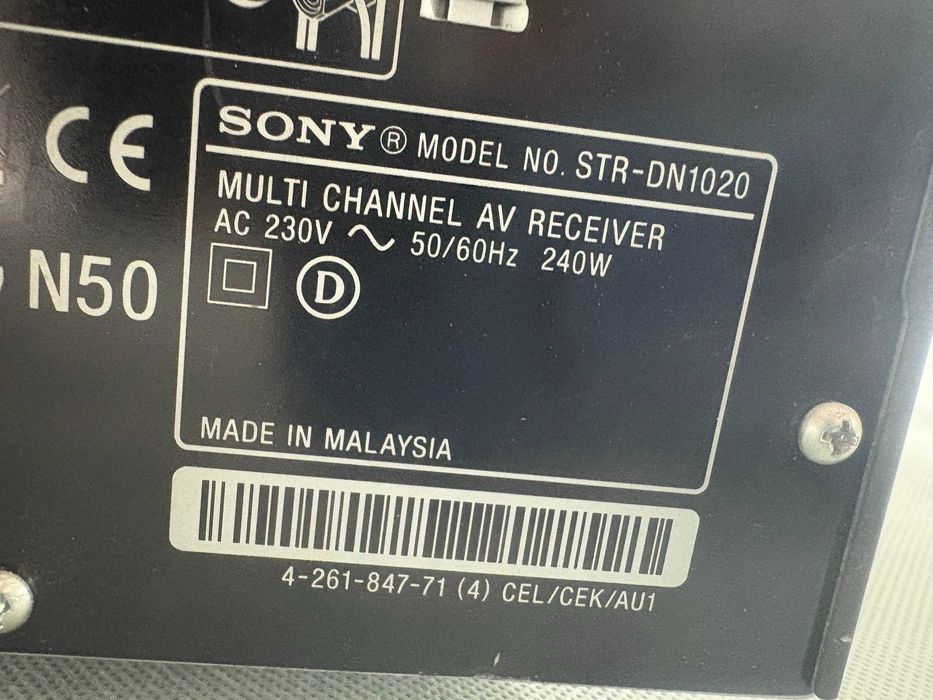 SONY® MODEL NO. STR-DN1020
MULTI CHANNEL AV RECEIVER
AC 230V ~ 50/60Hz 240W
D
MADE IN MALAYSIA
4-261-847-71 (4) CEL/CEK/AU1
CE
N50